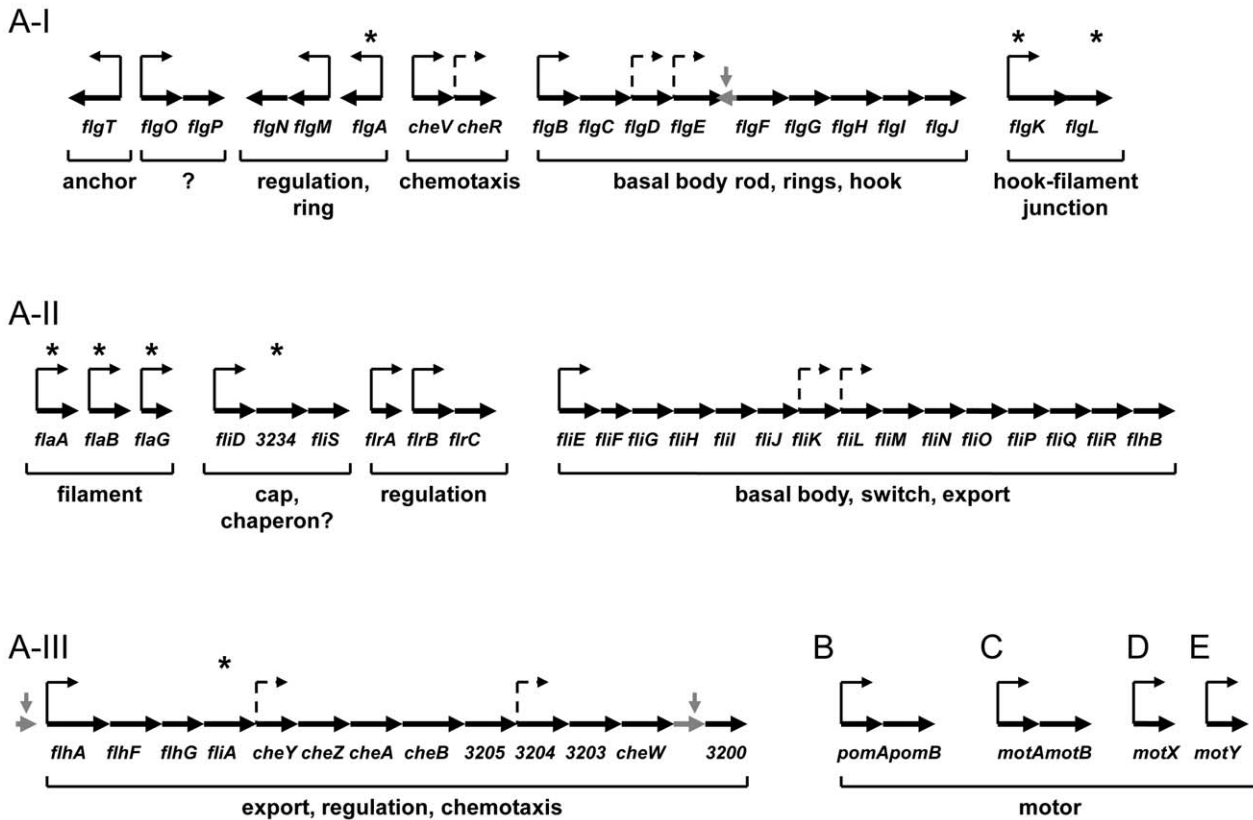 A-I
* * *
flgT flgO flgP flgN flgM flgA cheV cheR flgB flgC flgD flgE flgF flgG flgH flgI flgJ flgK flgL
anchor ? regulation, chemotaxis basal body rod, rings, hook hook-filament
ring junction
A-II
* * * *
flaA flaB flaG fliD 3234 fliS flrA flrB flrC fliE fliF fliG fliH fliI fliJ fliK fliL fliM fliN fliO fliP fliQ fliR flhB
filament cap, regulation basal body, switch, export
chaperon?
A-III B C D E
*
flhA flhF flhG fliA cheY cheZ cheA cheB 3205 3204 3203 cheW 3200 pomA pomB motA motB motX motY
export, regulation, chemotaxis motor